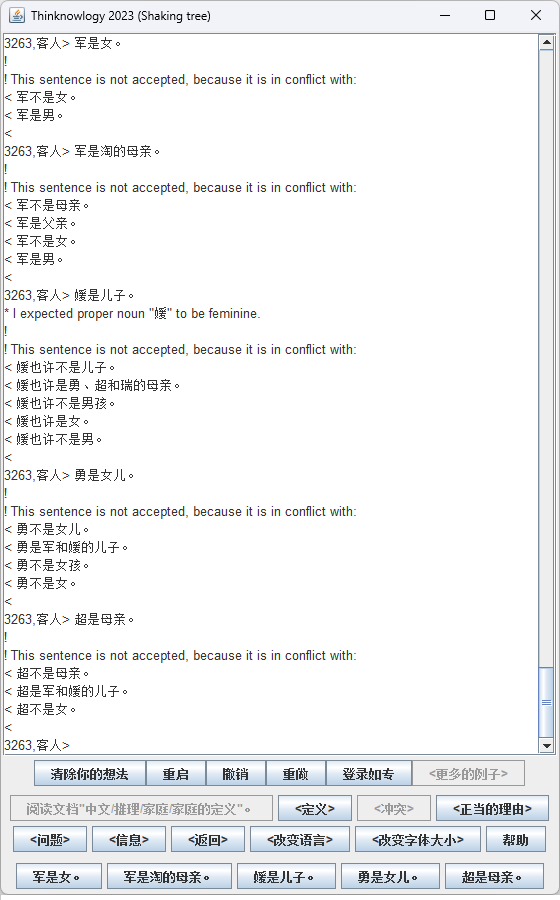 Thinknowlogy 2023 (Shaking tree)
3263,客人> 军是女。
!
! This sentence is not accepted, because it is in conflict with:
< 军不是女。
< 军是男。
<
3263,客人> 军是淘的母亲。
!
! This sentence is not accepted, because it is in conflict with:
< 军不是母亲。
< 军是父亲。
< 军不是女。
< 军是男。
<
3263,客人> 媛是儿子。
* I expected proper noun "媛" to be feminine.
!
! This sentence is not accepted, because it is in conflict with:
< 媛也许不是儿子。
< 媛也许是勇、超和瑞的母亲。
< 媛也许不是男孩。
< 媛也许是女。
< 媛也许不是男。
<
3263,客人> 勇是女儿。
!
! This sentence is not accepted, because it is in conflict with:
< 勇不是女儿。
< 勇是军和媛的儿子。
< 勇不是女孩。
< 勇不是女。
<
3263,客人> 超是母亲。
!
! This sentence is not accepted, because it is in conflict with:
< 超不是母亲。
< 超是军和媛的儿子。
< 超不是女。
<
3263,客人>
清除你的想法 重启 撤销 重做 登录如专 <更多的例子>
阅读文档"中文/推理/家庭/家庭的定义"。 <定义> <冲突> <正当的理由>
<问题> <信息> <返回> <改变语言> <改变字体大小> 帮助
军是女。 军是淘的母亲。 媛是儿子。 勇是女儿。 超是母亲。